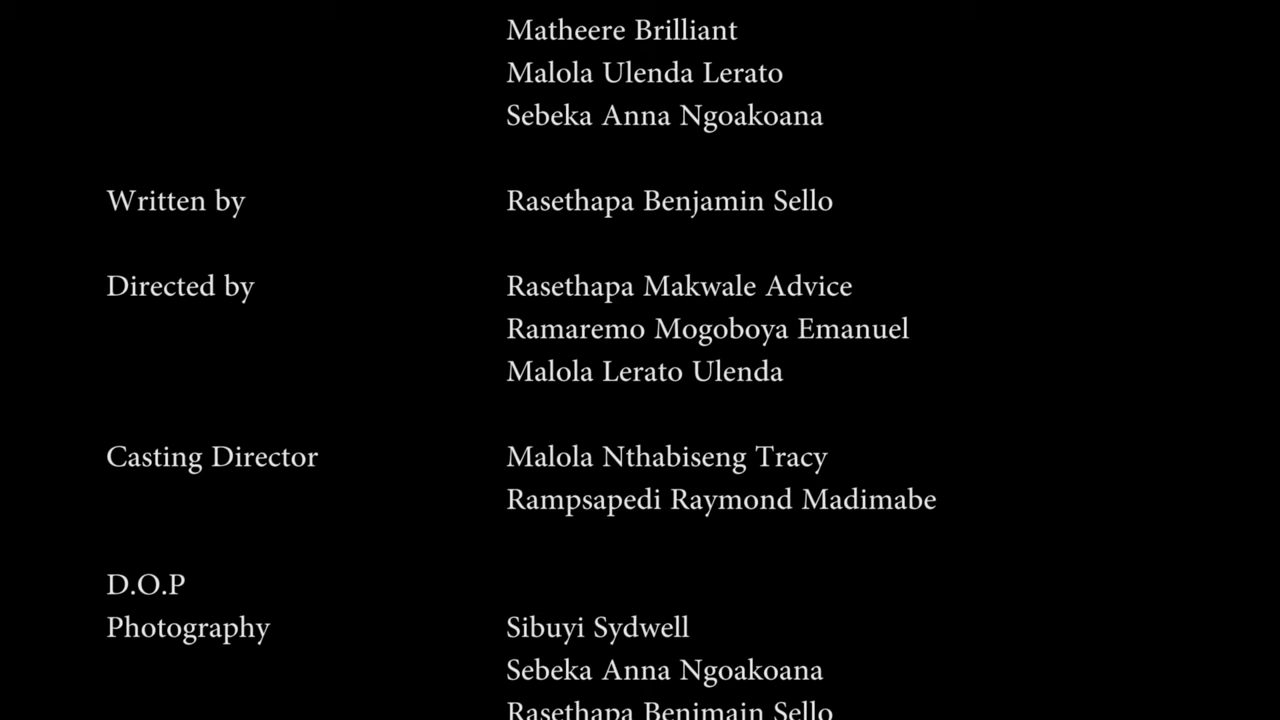 Matheere Brilliant
Malola Ulenda Lerato
Sebeka Anna Ngoakoana
Written by Rasethapa Benjamin Sello
Directed by Rasethapa Makwale Advice
Ramaremo Mogoboya Emanuel
Malola Lerato Ulenda
Casting Director Malola Nthabiseng Tracy
Rampsapedi Raymond Madimabe
D.O.P
Photography Sibuyi Sydwell
Sebeka Anna Ngoakoana
Rasethapa Benjmain Sello